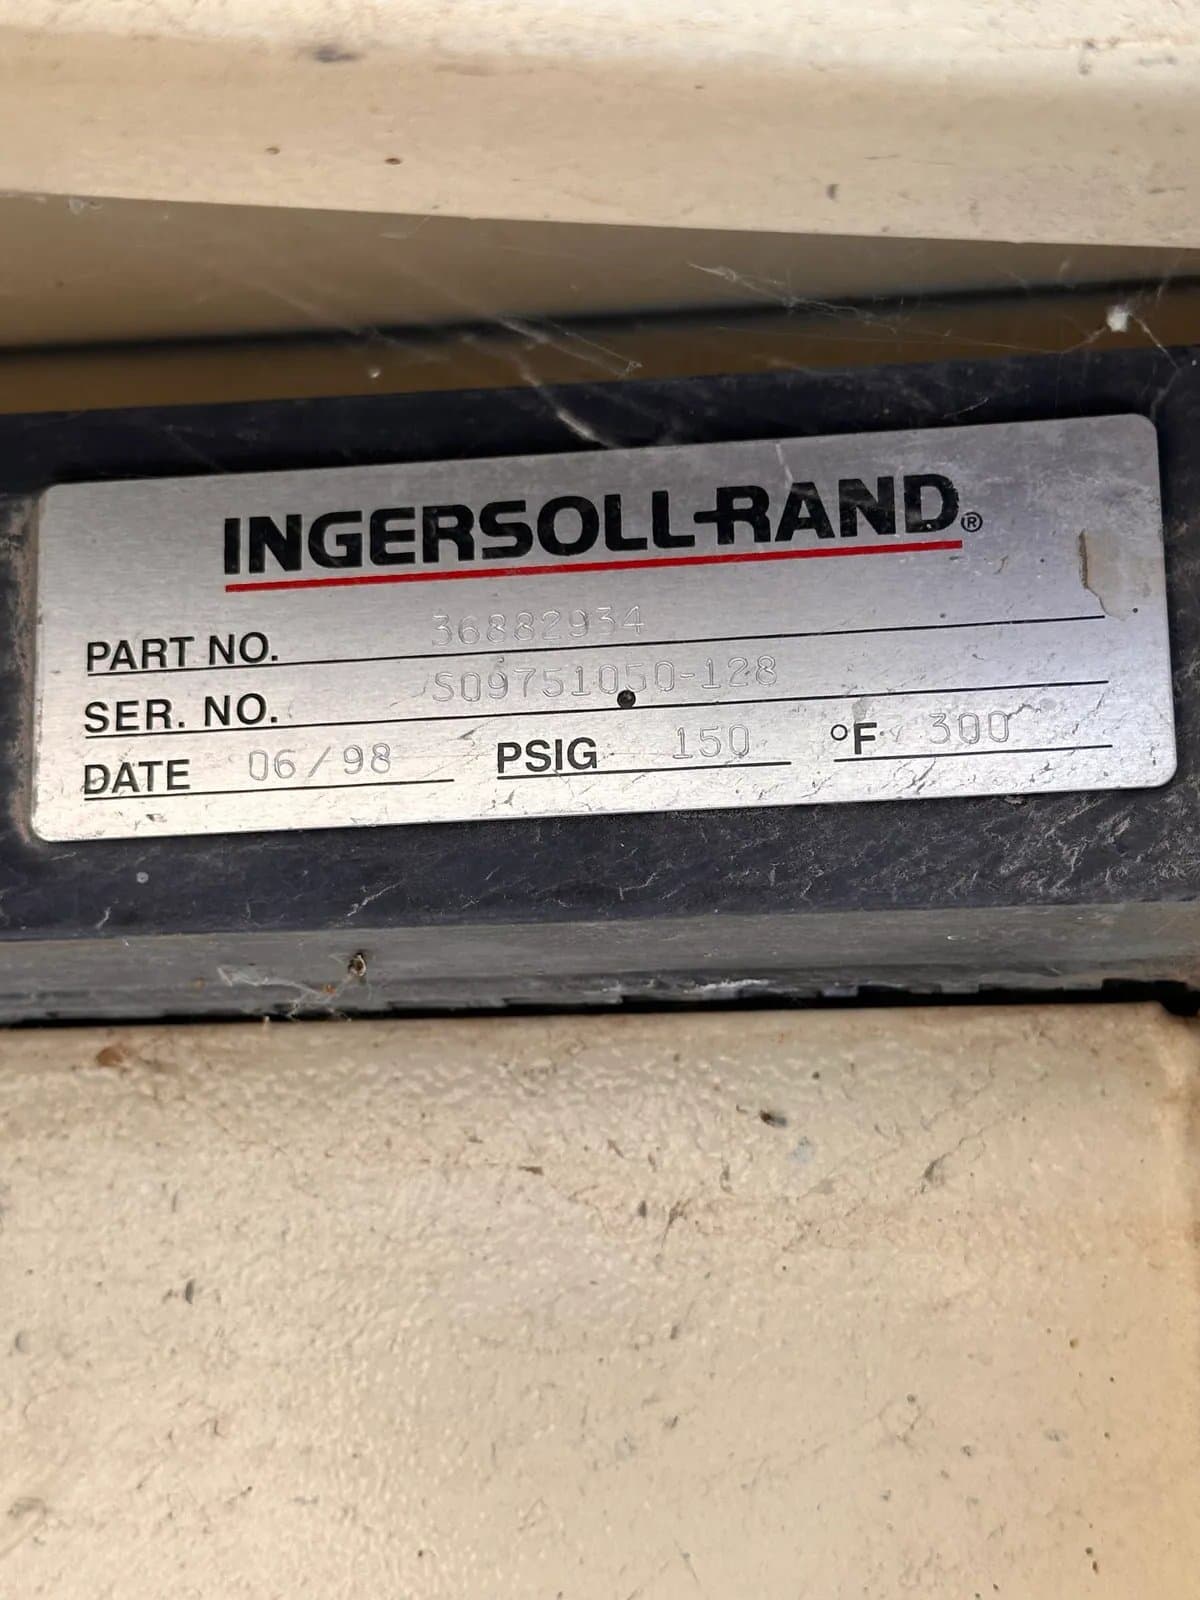 INGERSOLL-RAND®
PART NO. 36882934
SER. NO. S09751050-128
DATE 06/98 PSIG 150 °F 300